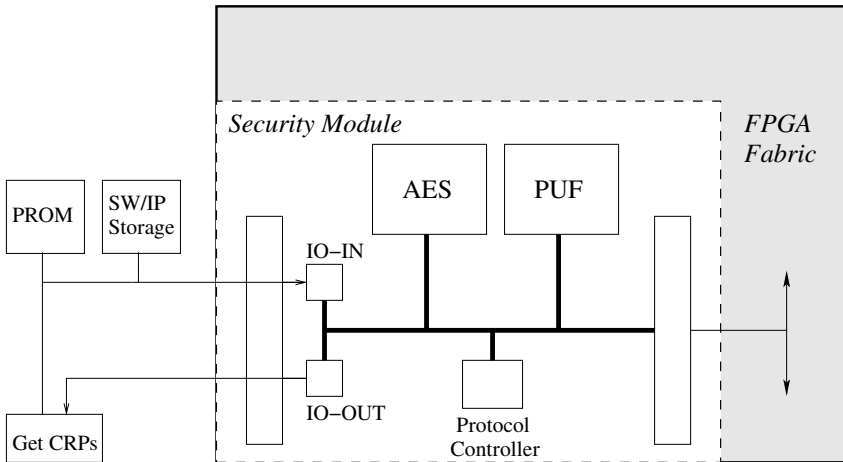 Security Module
FPGA
Fabric
AES
PUF
PROM
SW/IP
Storage
IO−IN
IO−OUT
Protocol
Controller
Get CRPs